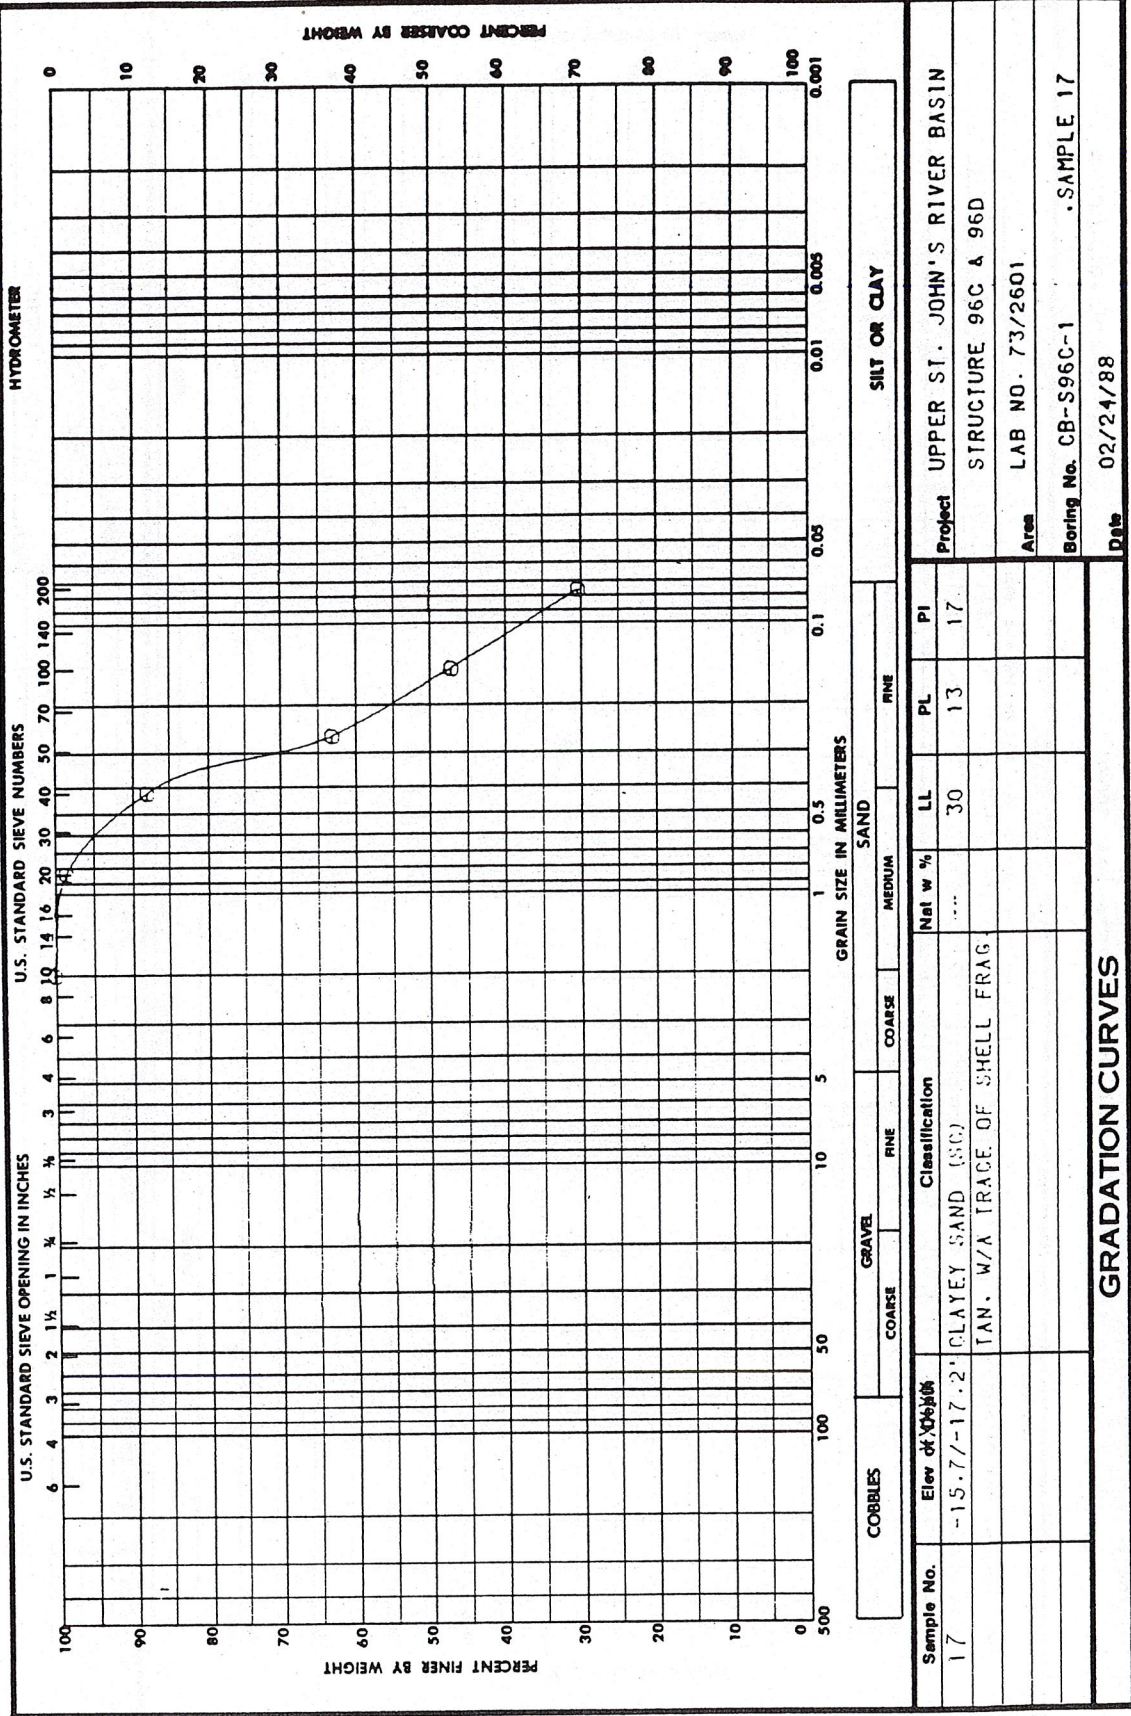 U.S. STANDARD SIEVE OPENING IN INCHES
U.S. STANDARD SIEVE NUMBERS
HYDROMETER
6 4 3 2 1½ 1 ¾ ½ ⅜ 3 4 6 8 10 14 16 20 30 40 50 70 100 140 200
PERCENT FINER BY WEIGHT
100
90
80
70
60
50
40
30
20
10
0
PERCENT COARSER BY WEIGHT
0
10
20
30
40
50
60
70
80
90
100
500 100 50 10 5 1 0.5 0.1 0.05 0.01 0.005 0.001
GRAIN SIZE IN MILLIMETERS
COBBLES GRAVEL SAND SILT OR CLAY
COARSE FINE COARSE MEDIUM FINE
Sample No. Elev or Depth Classification Nat w % LL PL PI
17 -15.7/-17.2' CLAYEY SAND (SC) --- 30 13 17
TAN, W/A TRACE OF SHELL FRAG.
Project UPPER ST. JOHN'S RIVER BASIN
STRUCTURE 96C & 96D
Area LAB NO. 73/2601
Boring No. CB-S96C-1 .SAMPLE 17
Date 02/24/88
GRADATION CURVES